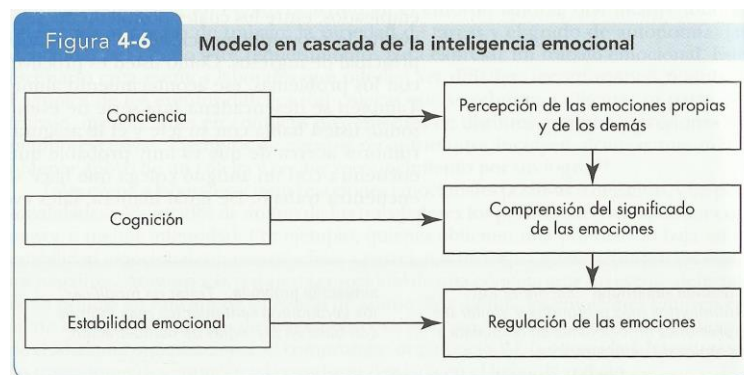 Figura 4-6 Modelo en cascada de la inteligencia emocional
Conciencia
Percepción de las emociones propias
y de los demás
Cognición
Comprensión del significado
de las emociones
Estabilidad emocional
Regulación de las emociones